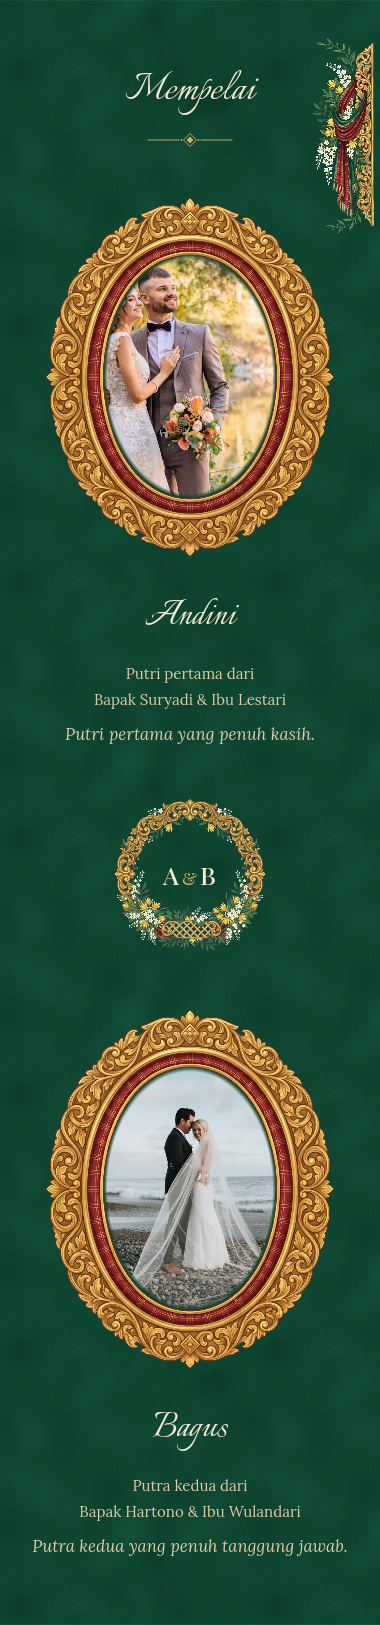 Mempelai
Andini
Putri pertama dari
Bapak Suryadi & Ibu Lestari
Putri pertama yang penuh kasih.
A & B
Bagus
Putra kedua dari
Bapak Hartono & Ibu Wulandari
Putra kedua yang penuh tanggung jawab.